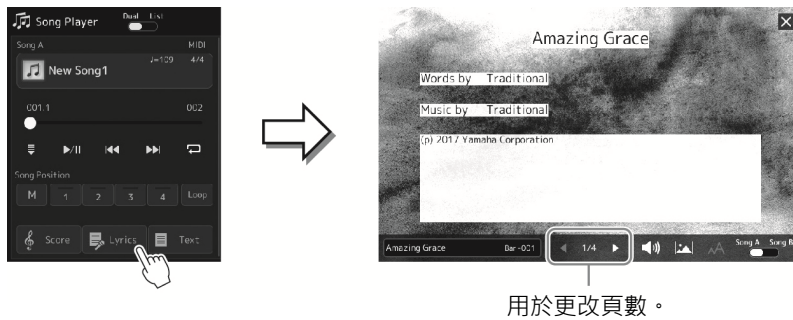 Song Player
Dual List
Song A MIDI
New Song1
♩=109 4/4
001.1 002
Song Position
M 1 2 3 4 Loop
Score Lyrics Text
Amazing Grace
Words by Traditional
Music by Traditional
(p) 2017 Yamaha Corporation
Amazing Grace Bar-001 1/4 AA Song A Song B
用於更改頁數。